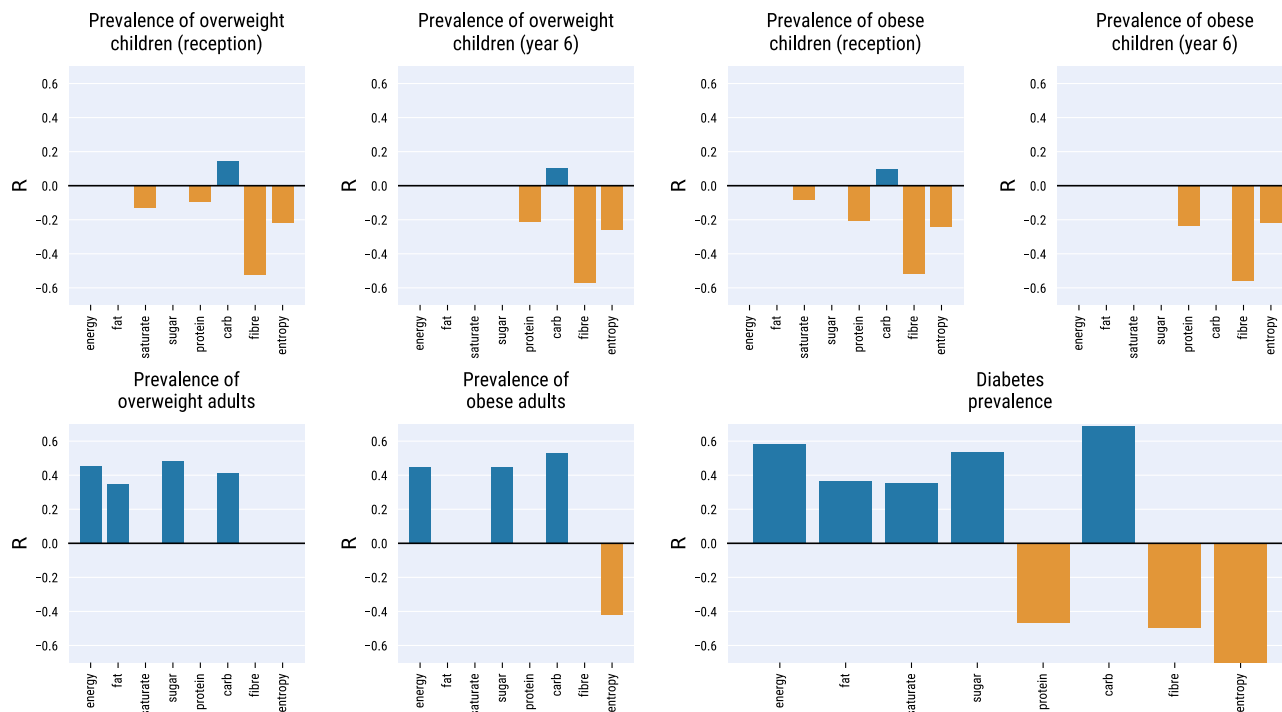 Prevalence of overweight
children (reception)
Prevalence of overweight
children (year 6)
Prevalence of obese
children (reception)
Prevalence of obese
children (year 6)
R
0.6
0.4
0.2
0.0
−0.2
−0.4
−0.6
energy
fat
saturate
sugar
protein
carb
fibre
entropy
R
0.6
0.4
0.2
0.0
−0.2
−0.4
−0.6
energy
fat
saturate
sugar
protein
carb
fibre
entropy
R
0.6
0.4
0.2
0.0
−0.2
−0.4
−0.6
energy
fat
saturate
sugar
protein
carb
fibre
entropy
R
0.6
0.4
0.2
0.0
−0.2
−0.4
−0.6
energy
fat
saturate
sugar
protein
carb
fibre
entropy
Prevalence of
overweight adults
Prevalence of
obese adults
Diabetes
prevalence
R
0.6
0.4
0.2
0.0
−0.2
−0.4
−0.6
energy
fat
saturate
sugar
protein
carb
fibre
entropy
R
0.6
0.4
0.2
0.0
−0.2
−0.4
−0.6
energy
fat
saturate
sugar
protein
carb
fibre
entropy
R
0.6
0.4
0.2
0.0
−0.2
−0.4
−0.6
energy
fat
saturate
sugar
protein
carb
fibre
entropy